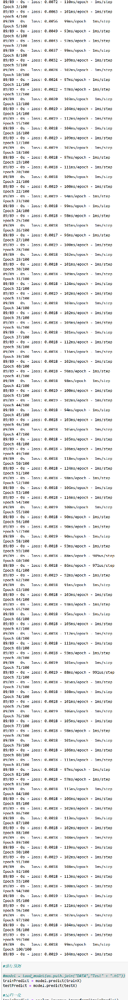 89/89 - 0s - loss: 0.0072 - 110ms/epoch - 1ms/step
Epoch 3/100
89/89 - 0s - loss: 0.0063 - 101ms/epoch - 1ms/step
Epoch 4/100
89/89 - 0s - loss: 0.0056 - 99ms/epoch - 1ms/step
Epoch 5/100
89/89 - 0s - loss: 0.0049 - 93ms/epoch - 1ms/step
Epoch 6/100
89/89 - 0s - loss: 0.0043 - 97ms/epoch - 1ms/step
Epoch 7/100
89/89 - 0s - loss: 0.0037 - 99ms/epoch - 1ms/step
Epoch 8/100
89/89 - 0s - loss: 0.0032 - 109ms/epoch - 1ms/step
Epoch 9/100
89/89 - 0s - loss: 0.0028 - 102ms/epoch - 1ms/step
Epoch 10/100
89/89 - 0s - loss: 0.0024 - 97ms/epoch - 1ms/step
Epoch 11/100
89/89 - 0s - loss: 0.0022 - 97ms/epoch - 1ms/step
Epoch 12/100
89/89 - 0s - loss: 0.0020 - 103ms/epoch - 1ms/step
Epoch 13/100
89/89 - 0s - loss: 0.0019 - 104ms/epoch - 1ms/step
Epoch 14/100
89/89 - 0s - loss: 0.0019 - 112ms/epoch - 1ms/step
Epoch 15/100
89/89 - 0s - loss: 0.0018 - 104ms/epoch - 1ms/step
Epoch 16/100
89/89 - 0s - loss: 0.0019 - 109ms/epoch - 1ms/step
Epoch 17/100
89/89 - 0s - loss: 0.0019 - 107ms/epoch - 1ms/step
Epoch 18/100
89/89 - 0s - loss: 0.0018 - 97ms/epoch - 1ms/step
Epoch 19/100
89/89 - 0s - loss: 0.0018 - 111ms/epoch - 1ms/step
Epoch 20/100
89/89 - 0s - loss: 0.0018 - 109ms/epoch - 1ms/step
Epoch 21/100
89/89 - 0s - loss: 0.0019 - 100ms/epoch - 1ms/step
Epoch 22/100
89/89 - 0s - loss: 0.0019 - 94ms/epoch - 1ms/step
Epoch 23/100
89/89 - 0s - loss: 0.0018 - 99ms/epoch - 1ms/step
Epoch 24/100
89/89 - 0s - loss: 0.0018 - 98ms/epoch - 1ms/step
Epoch 25/100
89/89 - 0s - loss: 0.0018 - 101ms/epoch - 1ms/step
Epoch 26/100
89/89 - 0s - loss: 0.0017 - 96ms/epoch - 1ms/step
Epoch 27/100
89/89 - 0s - loss: 0.0019 - 100ms/epoch - 1ms/step
Epoch 28/100
89/89 - 0s - loss: 0.0018 - 102ms/epoch - 1ms/step
Epoch 29/100
89/89 - 0s - loss: 0.0018 - 101ms/epoch - 1ms/step
Epoch 30/100
89/89 - 0s - loss: 0.0018 - 109ms/epoch - 1ms/step
Epoch 31/100
89/89 - 0s - loss: 0.0018 - 124ms/epoch - 1ms/step
Epoch 32/100
89/89 - 0s - loss: 0.0019 - 102ms/epoch - 1ms/step
Epoch 33/100
89/89 - 0s - loss: 0.0018 - 103ms/epoch - 1ms/step
Epoch 34/100
89/89 - 0s - loss: 0.0018 - 102ms/epoch - 1ms/step
Epoch 35/100
89/89 - 0s - loss: 0.0018 - 104ms/epoch - 1ms/step
Epoch 36/100
89/89 - 0s - loss: 0.0018 - 101ms/epoch - 1ms/step
Epoch 37/100
89/89 - 0s - loss: 0.0018 - 112ms/epoch - 1ms/step
Epoch 38/100
89/89 - 0s - loss: 0.0018 - 116ms/epoch - 1ms/step
Epoch 39/100
89/89 - 0s - loss: 0.0018 - 102ms/epoch - 1ms/step
Epoch 40/100
89/89 - 0s - loss: 0.0018 - 96ms/epoch - 1ms/step
Epoch 41/100
89/89 - 0s - loss: 0.0018 - 98ms/epoch - 1ms/step
Epoch 42/100
89/89 - 0s - loss: 0.0019 - 100ms/epoch - 1ms/step
Epoch 43/100
89/89 - 0s - loss: 0.0019 - 102ms/epoch - 1ms/step
Epoch 44/100
89/89 - 0s - loss: 0.0018 - 94ms/epoch - 1ms/step
Epoch 45/100
89/89 - 0s - loss: 0.0018 - 103ms/epoch - 1ms/step
Epoch 46/100
89/89 - 0s - loss: 0.0018 - 105ms/epoch - 1ms/step
Epoch 47/100
89/89 - 0s - loss: 0.0018 - 105ms/epoch - 1ms/step
Epoch 48/100
89/89 - 0s - loss: 0.0018 - 106ms/epoch - 1ms/step
Epoch 49/100
89/89 - 0s - loss: 0.0018 - 118ms/epoch - 1ms/step
Epoch 50/100
89/89 - 0s - loss: 0.0018 - 124ms/epoch - 1ms/step
Epoch 51/100
89/89 - 0s - loss: 0.0018 - 98ms/epoch - 1ms/step
Epoch 52/100
89/89 - 0s - loss: 0.0018 - 106ms/epoch - 1ms/step
Epoch 53/100
89/89 - 0s - loss: 0.0018 - 116ms/epoch - 1ms/step
Epoch 54/100
89/89 - 0s - loss: 0.0019 - 100ms/epoch - 1ms/step
Epoch 55/100
89/89 - 0s - loss: 0.0018 - 90ms/epoch - 1ms/step
Epoch 56/100
89/89 - 0s - loss: 0.0018 - 90ms/epoch - 1ms/step
Epoch 57/100
89/89 - 0s - loss: 0.0019 - 90ms/epoch - 1ms/step
Epoch 58/100
89/89 - 0s - loss: 0.0018 - 93ms/epoch - 1ms/step
Epoch 59/100
89/89 - 0s - loss: 0.0018 - 88ms/epoch - 989us/step
Epoch 60/100
89/89 - 0s - loss: 0.0018 - 86ms/epoch - 971us/step
Epoch 61/100
89/89 - 0s - loss: 0.0019 - 92ms/epoch - 1ms/step
Epoch 62/100
89/89 - 0s - loss: 0.0018 - 91ms/epoch - 1ms/step
Epoch 63/100
89/89 - 0s - loss: 0.0018 - 103ms/epoch - 1ms/step
Epoch 64/100
89/89 - 0s - loss: 0.0018 - 93ms/epoch - 1ms/step
Epoch 65/100
89/89 - 0s - loss: 0.0018 - 95ms/epoch - 1ms/step
Epoch 66/100
89/89 - 0s - loss: 0.0018 - 105ms/epoch - 1ms/step
Epoch 67/100
89/89 - 0s - loss: 0.0018 - 112ms/epoch - 1ms/step
Epoch 68/100
89/89 - 0s - loss: 0.0018 - 111ms/epoch - 1ms/step
Epoch 69/100
89/89 - 0s - loss: 0.0018 - 93ms/epoch - 1ms/step
Epoch 70/100
89/89 - 0s - loss: 0.0019 - 101ms/epoch - 1ms/step
Epoch 71/100
89/89 - 0s - loss: 0.0019 - 88ms/epoch - 991us/step
Epoch 72/100
89/89 - 0s - loss: 0.0018 - 105ms/epoch - 1ms/step
Epoch 73/100
89/89 - 0s - loss: 0.0018 - 108ms/epoch - 1ms/step
Epoch 74/100
89/89 - 0s - loss: 0.0018 - 101ms/epoch - 1ms/step
Epoch 75/100
89/89 - 0s - loss: 0.0019 - 106ms/epoch - 1ms/step
Epoch 76/100
89/89 - 0s - loss: 0.0018 - 105ms/epoch - 1ms/step
Epoch 77/100
89/89 - 0s - loss: 0.0018 - 98ms/epoch - 1ms/step
Epoch 78/100
89/89 - 0s - loss: 0.0018 - 101ms/epoch - 1ms/step
Epoch 79/100
89/89 - 0s - loss: 0.0018 - 106ms/epoch - 1ms/step
Epoch 80/100
89/89 - 0s - loss: 0.0018 - 111ms/epoch - 1ms/step
Epoch 81/100
89/89 - 0s - loss: 0.0018 - 97ms/epoch - 1ms/step
Epoch 82/100
89/89 - 0s - loss: 0.0018 - 97ms/epoch - 1ms/step
Epoch 83/100
89/89 - 0s - loss: 0.0018 - 115ms/epoch - 1ms/step
Epoch 84/100
89/89 - 0s - loss: 0.0018 - 106ms/epoch - 1ms/step
Epoch 85/100
89/89 - 0s - loss: 0.0018 - 102ms/epoch - 1ms/step
Epoch 86/100
89/89 - 0s - loss: 0.0018 - 113ms/epoch - 1ms/step
Epoch 87/100
89/89 - 0s - loss: 0.0018 - 102ms/epoch - 1ms/step
Epoch 88/100
89/89 - 0s - loss: 0.0018 - 108ms/epoch - 1ms/step
Epoch 89/100
89/89 - 0s - loss: 0.0018 - 119ms/epoch - 1ms/step
Epoch 90/100
89/89 - 0s - loss: 0.0019 - 102ms/epoch - 1ms/step
Epoch 91/100
89/89 - 0s - loss: 0.0018 - 108ms/epoch - 1ms/step
Epoch 92/100
89/89 - 0s - loss: 0.0018 - 113ms/epoch - 1ms/step
Epoch 93/100
89/89 - 0s - loss: 0.0018 - 100ms/epoch - 1ms/step
Epoch 94/100
89/89 - 0s - loss: 0.0019 - 123ms/epoch - 1ms/step
Epoch 95/100
89/89 - 0s - loss: 0.0018 - 121ms/epoch - 1ms/step
Epoch 96/100
89/89 - 0s - loss: 0.0018 - 107ms/epoch - 1ms/step
Epoch 97/100
89/89 - 0s - loss: 0.0018 - 104ms/epoch - 1ms/step
Epoch 98/100
89/89 - 0s - loss: 0.0018 - 105ms/epoch - 1ms/step
Epoch 99/100
89/89 - 0s - loss: 0.0018 - 99ms/epoch - 1ms/step
Epoch 100/100
89/89 - 0s - loss: 0.0019 - 104ms/epoch - 1ms/step
#进行预测
#model = load_model(os.path.join("DATA","Test" + ".h5"))
trainPredict = model.predict(trainX)
testPredict = model.predict(testX)
#反归一化
trainPredict = scaler.inverse_transform(trainPredict)